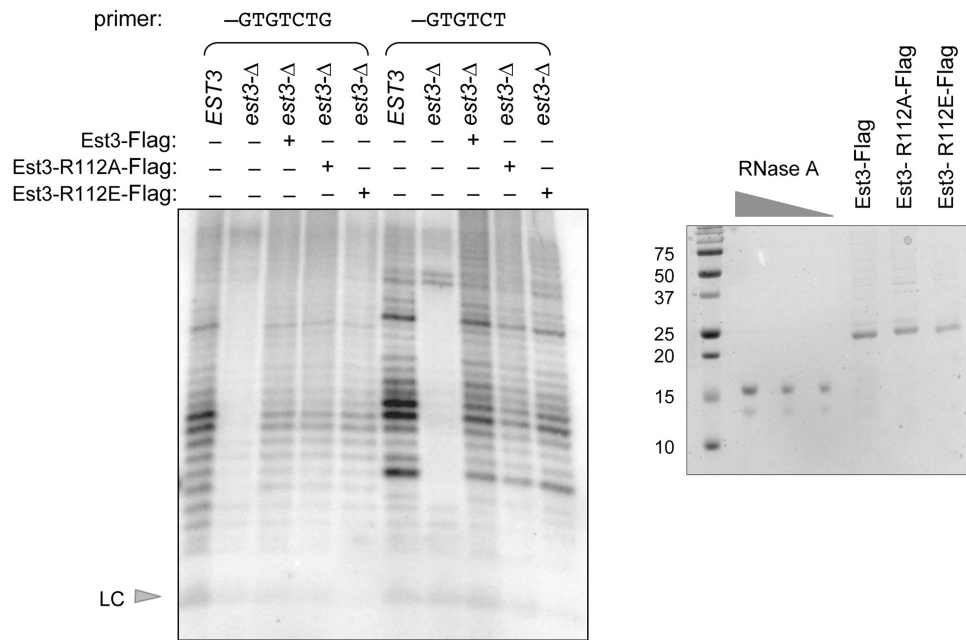 primer: –GTGTCTG –GTGTCT
EST3 est3-Δ est3-Δ est3-Δ est3-Δ EST3 est3-Δ est3-Δ est3-Δ est3-Δ
Est3-Flag: – – + – – – – + – –
Est3-R112A-Flag: – – – + – – – – + –
Est3-R112E-Flag: – – – – + – – – – +
LC
RNase A
Est3-Flag
Est3- R112A-Flag
Est3- R112E-Flag
75
50
37
25
20
15
10